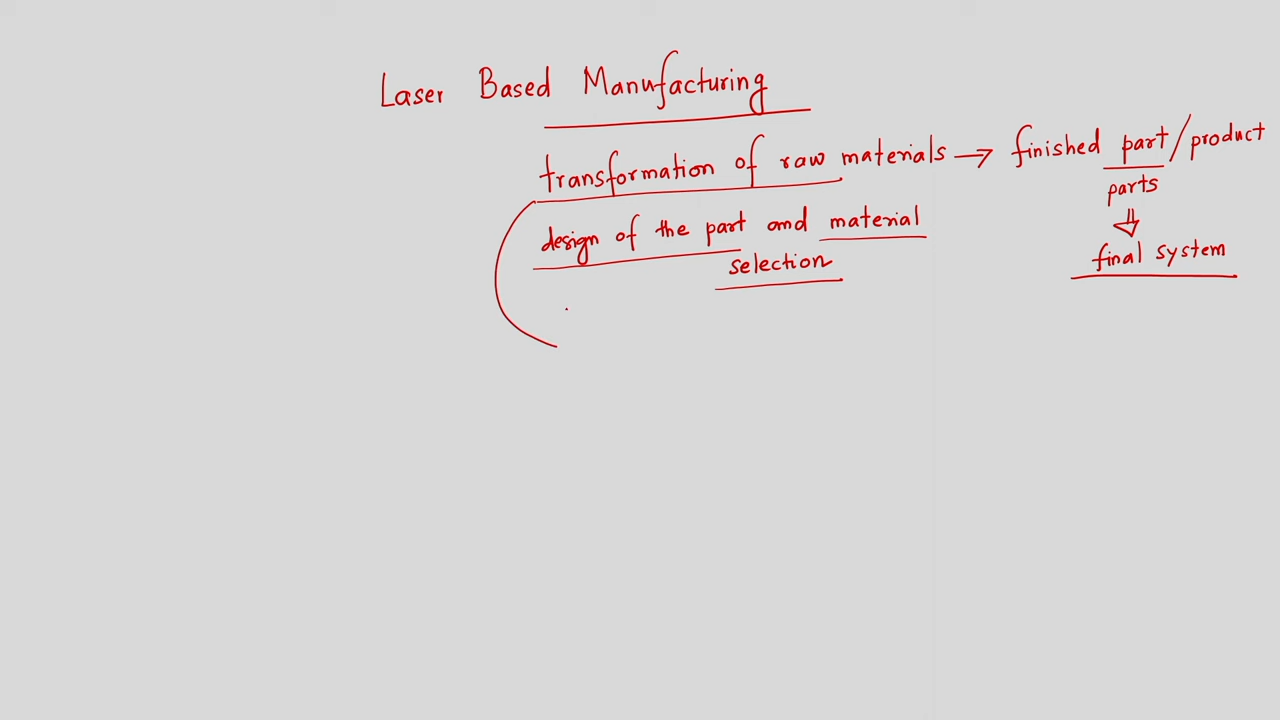 Laser Based Manufacturing
transformation of raw materials → finished part/product
parts
⇓
final system
design of the part and material
selection